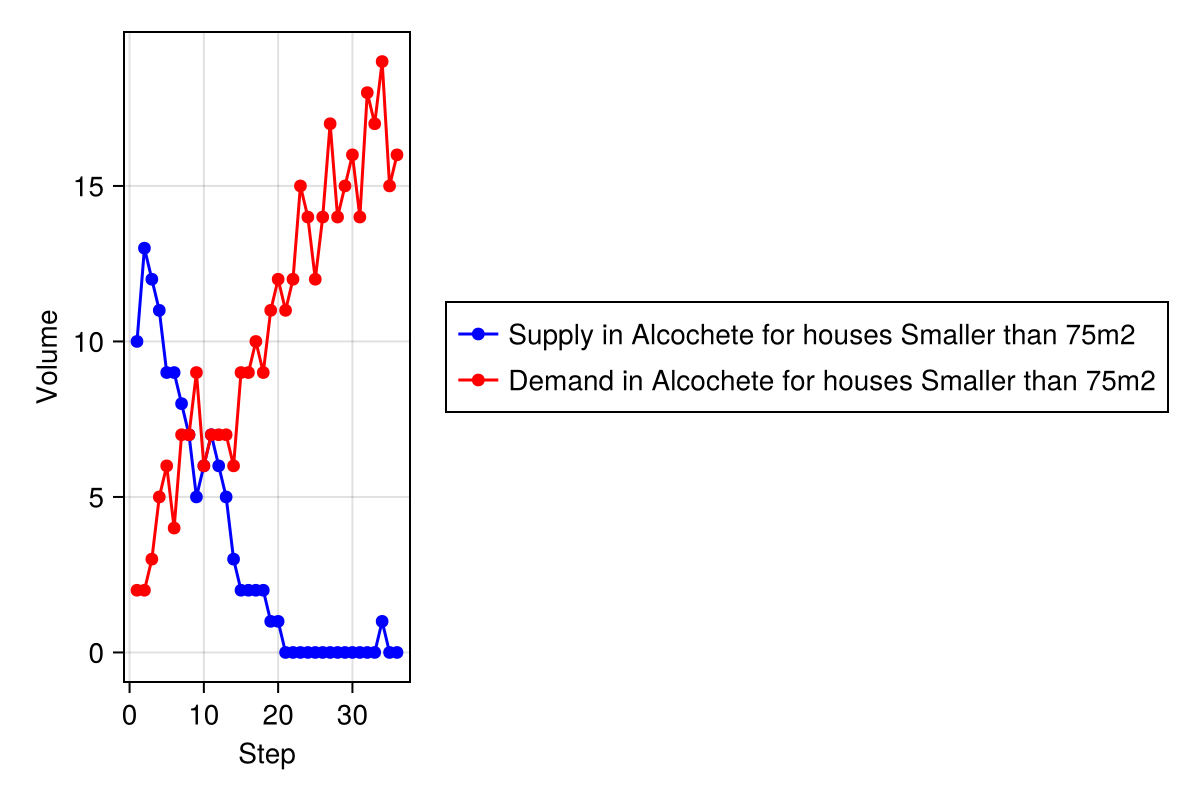 Volume
15
10
5
0
0 10 20 30
Step
Supply in Alcochete for houses Smaller than 75m2
Demand in Alcochete for houses Smaller than 75m2